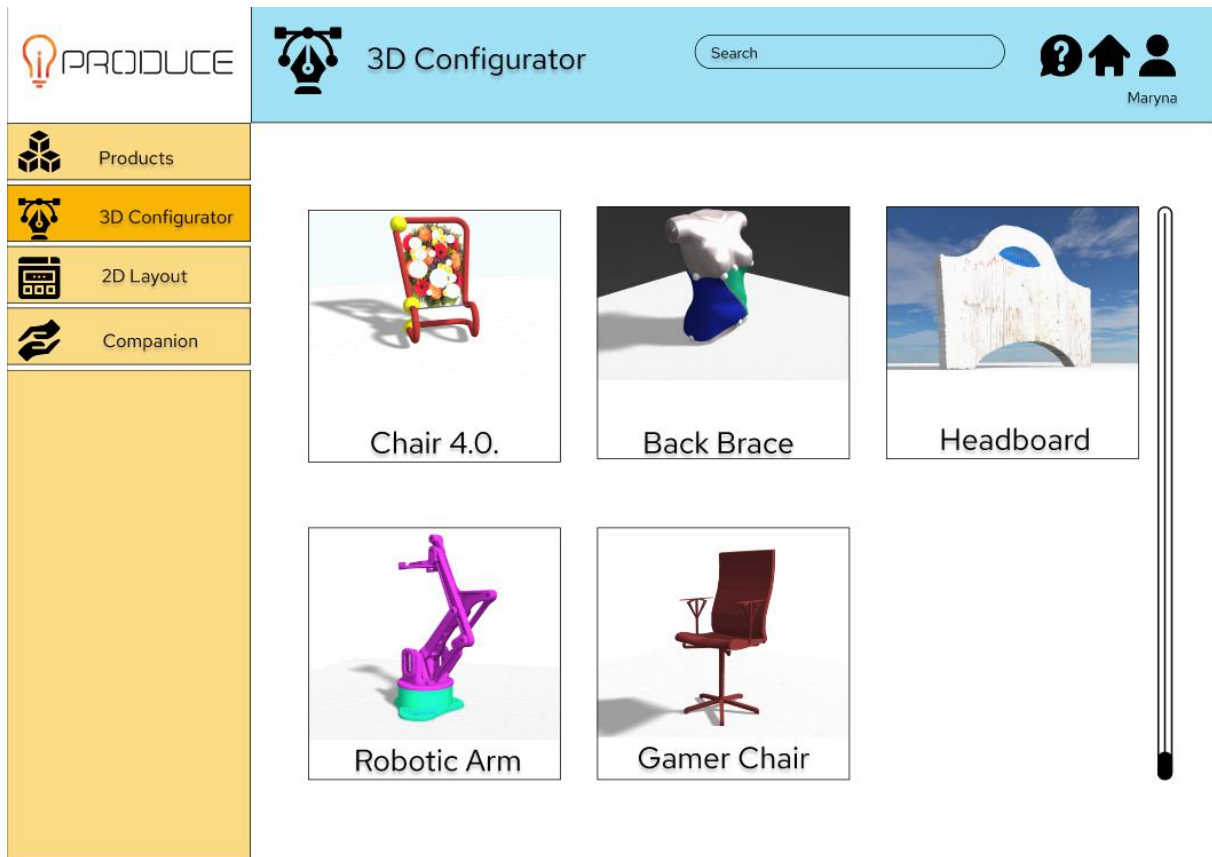 iPRODUCE
3D Configurator
Search
Maryna
Products
3D Configurator
2D Layout
Companion
Chair 4.0.
Back Brace
Headboard
Robotic Arm
Gamer Chair